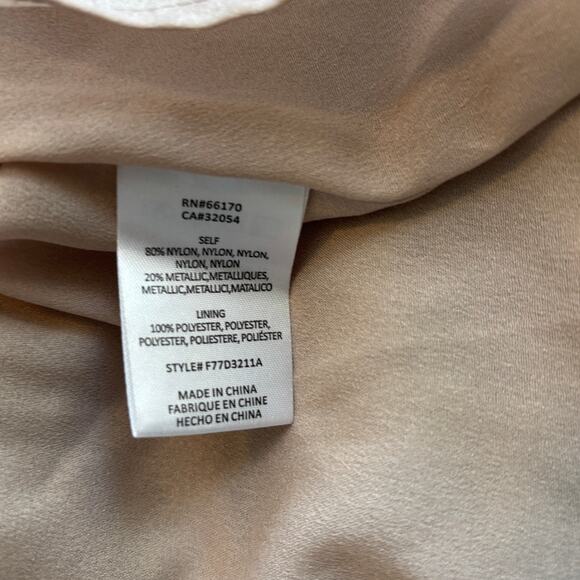 RN#66170
CA#32054
SELF
80% NYLON, NYLON, NYLON,
NYLON, NYLON
20% METALLIC,METALLIQUES,
METALLIC,METALLICI,MATALICO
LINING
100% POLYESTER, POLYESTER,
POLYESTER, POLIESTERE, POLIÉSTER
STYLE# F77D3211A
MADE IN CHINA
FABRIQUE EN CHINE
HECHO EN CHINA